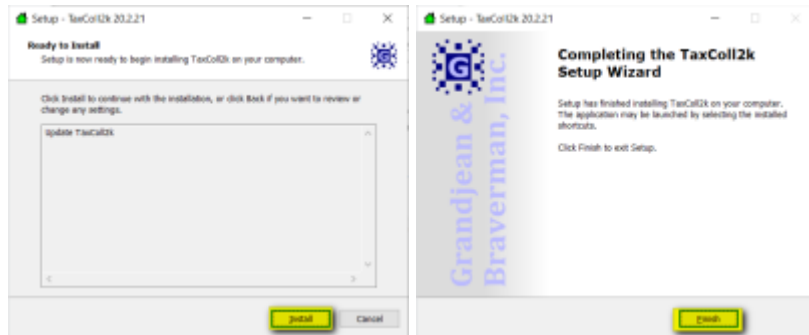 Setup - TaxColl2k 20.2.21
Ready to Install
Setup is now ready to begin installing TaxColl2k on your computer.
G
Click Install to continue with the installation, or click Back if you want to review or
change any settings.
Update TaxColl2k
Install
Cancel
Setup - TaxColl2k 20.2.21
G
Grandjean &
Braverman, Inc.
Completing the TaxColl2k
Setup Wizard
Setup has finished installing TaxColl2k on your computer.
The application may be launched by selecting the installed
shortcuts.
Click Finish to exit Setup.
Finish